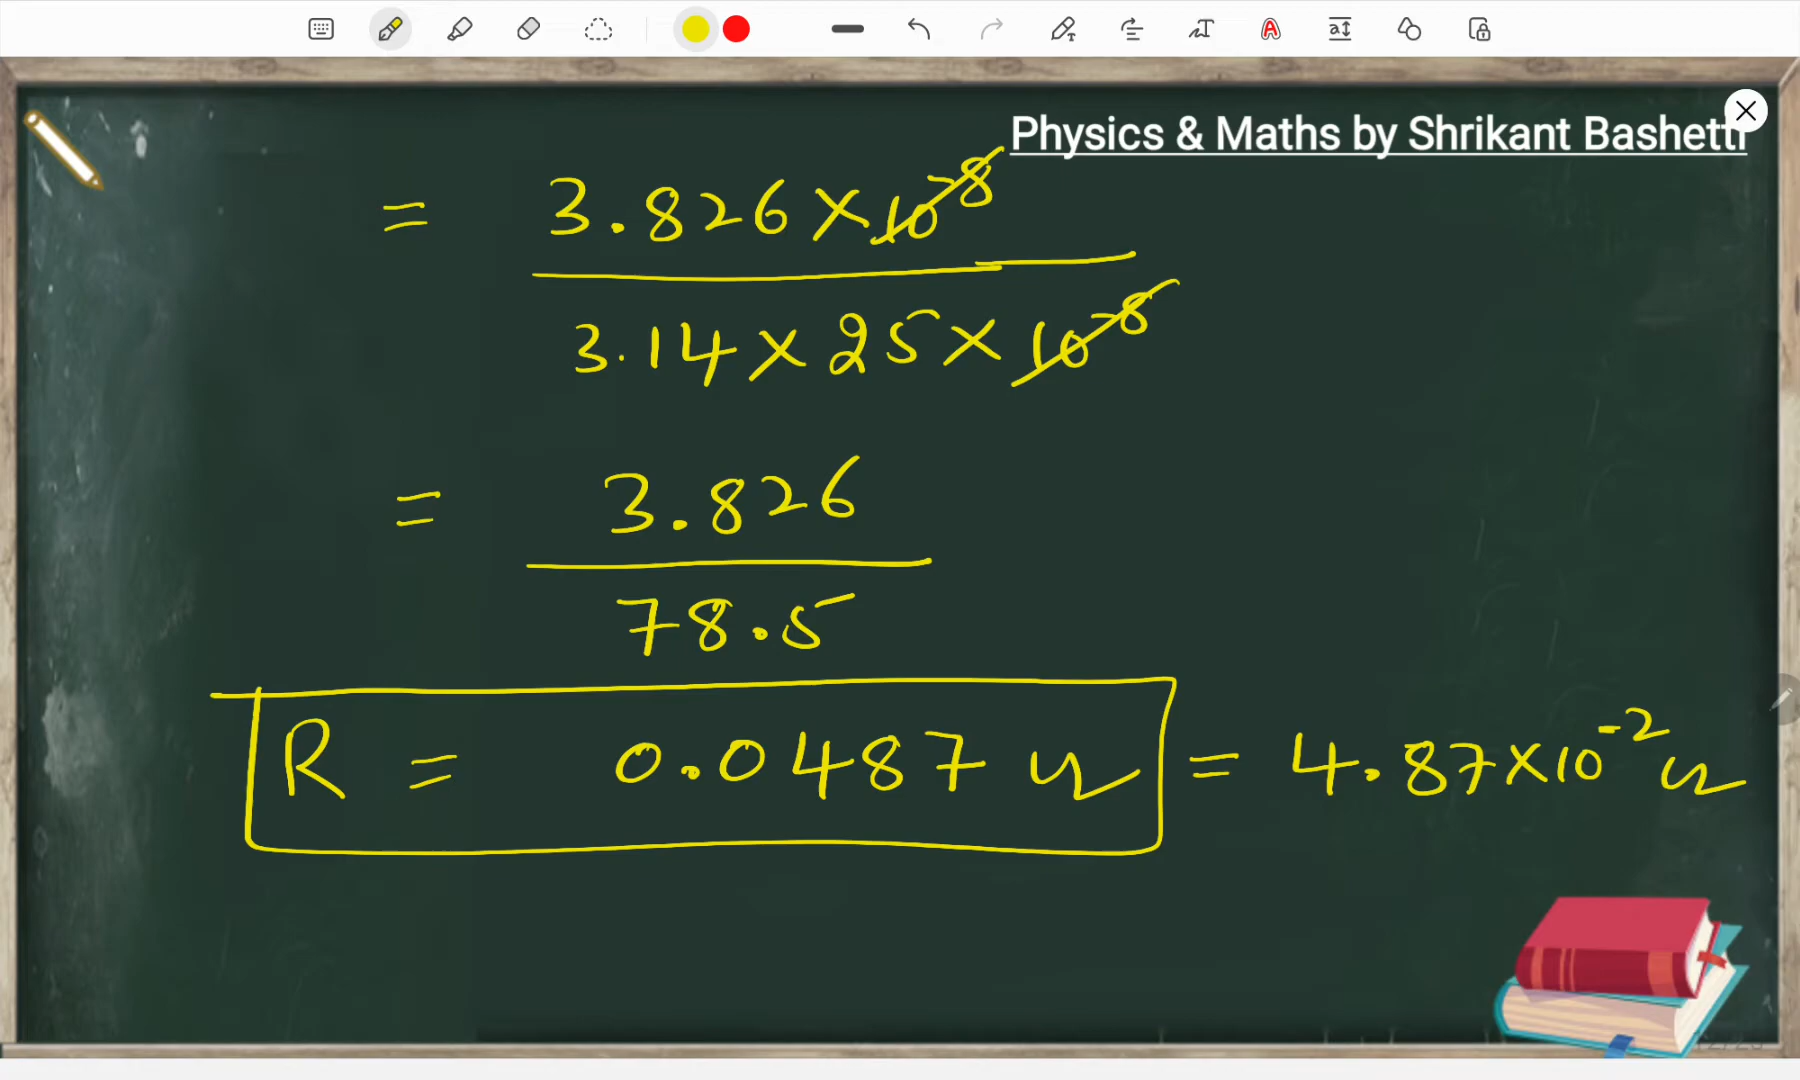 Physics & Maths by Shrikant Bashetti
= 3.826 × 10⁻⁸
3.14 × 25 × 10⁻⁸
= 3.826
78.5
R = 0.0487 Ω = 4.87 × 10⁻² Ω